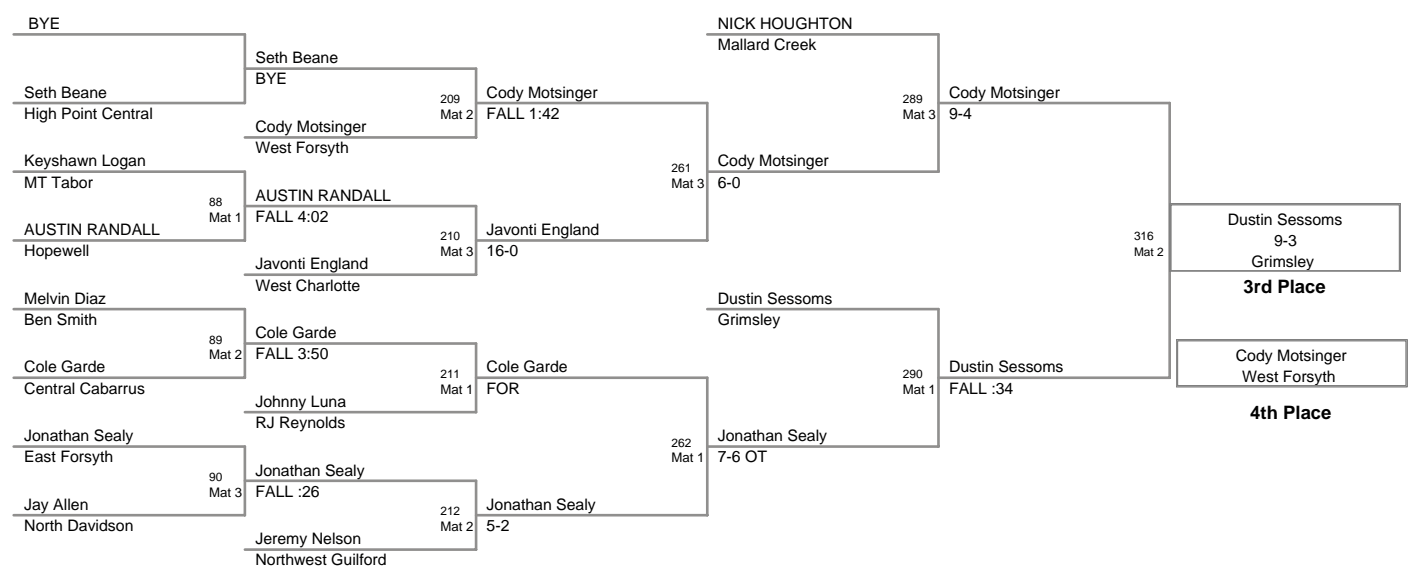 BYE
Seth Beane
High Point Central
Keyshawn Logan
MT Tabor
88
Mat 1
AUSTIN RANDALL
Hopewell
Melvin Diaz
Ben Smith
89
Mat 2
Cole Garde
Central Cabarrus
Jonathan Sealy
East Forsyth
90
Mat 3
Jay Allen
North Davidson
Seth Beane
BYE
209
Mat 2
Cody Motsinger
West Forsyth
AUSTIN RANDALL
FALL 4:02
210
Mat 3
Javonti England
West Charlotte
Cole Garde
FALL 3:50
211
Mat 1
Johnny Luna
RJ Reynolds
Jonathan Sealy
FALL :26
212
Mat 2
Jeremy Nelson
Northwest Guilford
Cody Motsinger
FALL 1:42
261
Mat 3
Javonti England
16-0
Cole Garde
FOR
262
Mat 1
Jonathan Sealy
5-2
NICK HOUGHTON
Mallard Creek
289
Mat 3
Cody Motsinger
6-0
Dustin Sessoms
Grimsley
290
Mat 1
Jonathan Sealy
7-6 OT
Cody Motsinger
9-4
316
Mat 2
Dustin Sessoms
FALL :34
Dustin Sessoms
9-3
Grimsley
3rd Place
Cody Motsinger
West Forsyth
4th Place